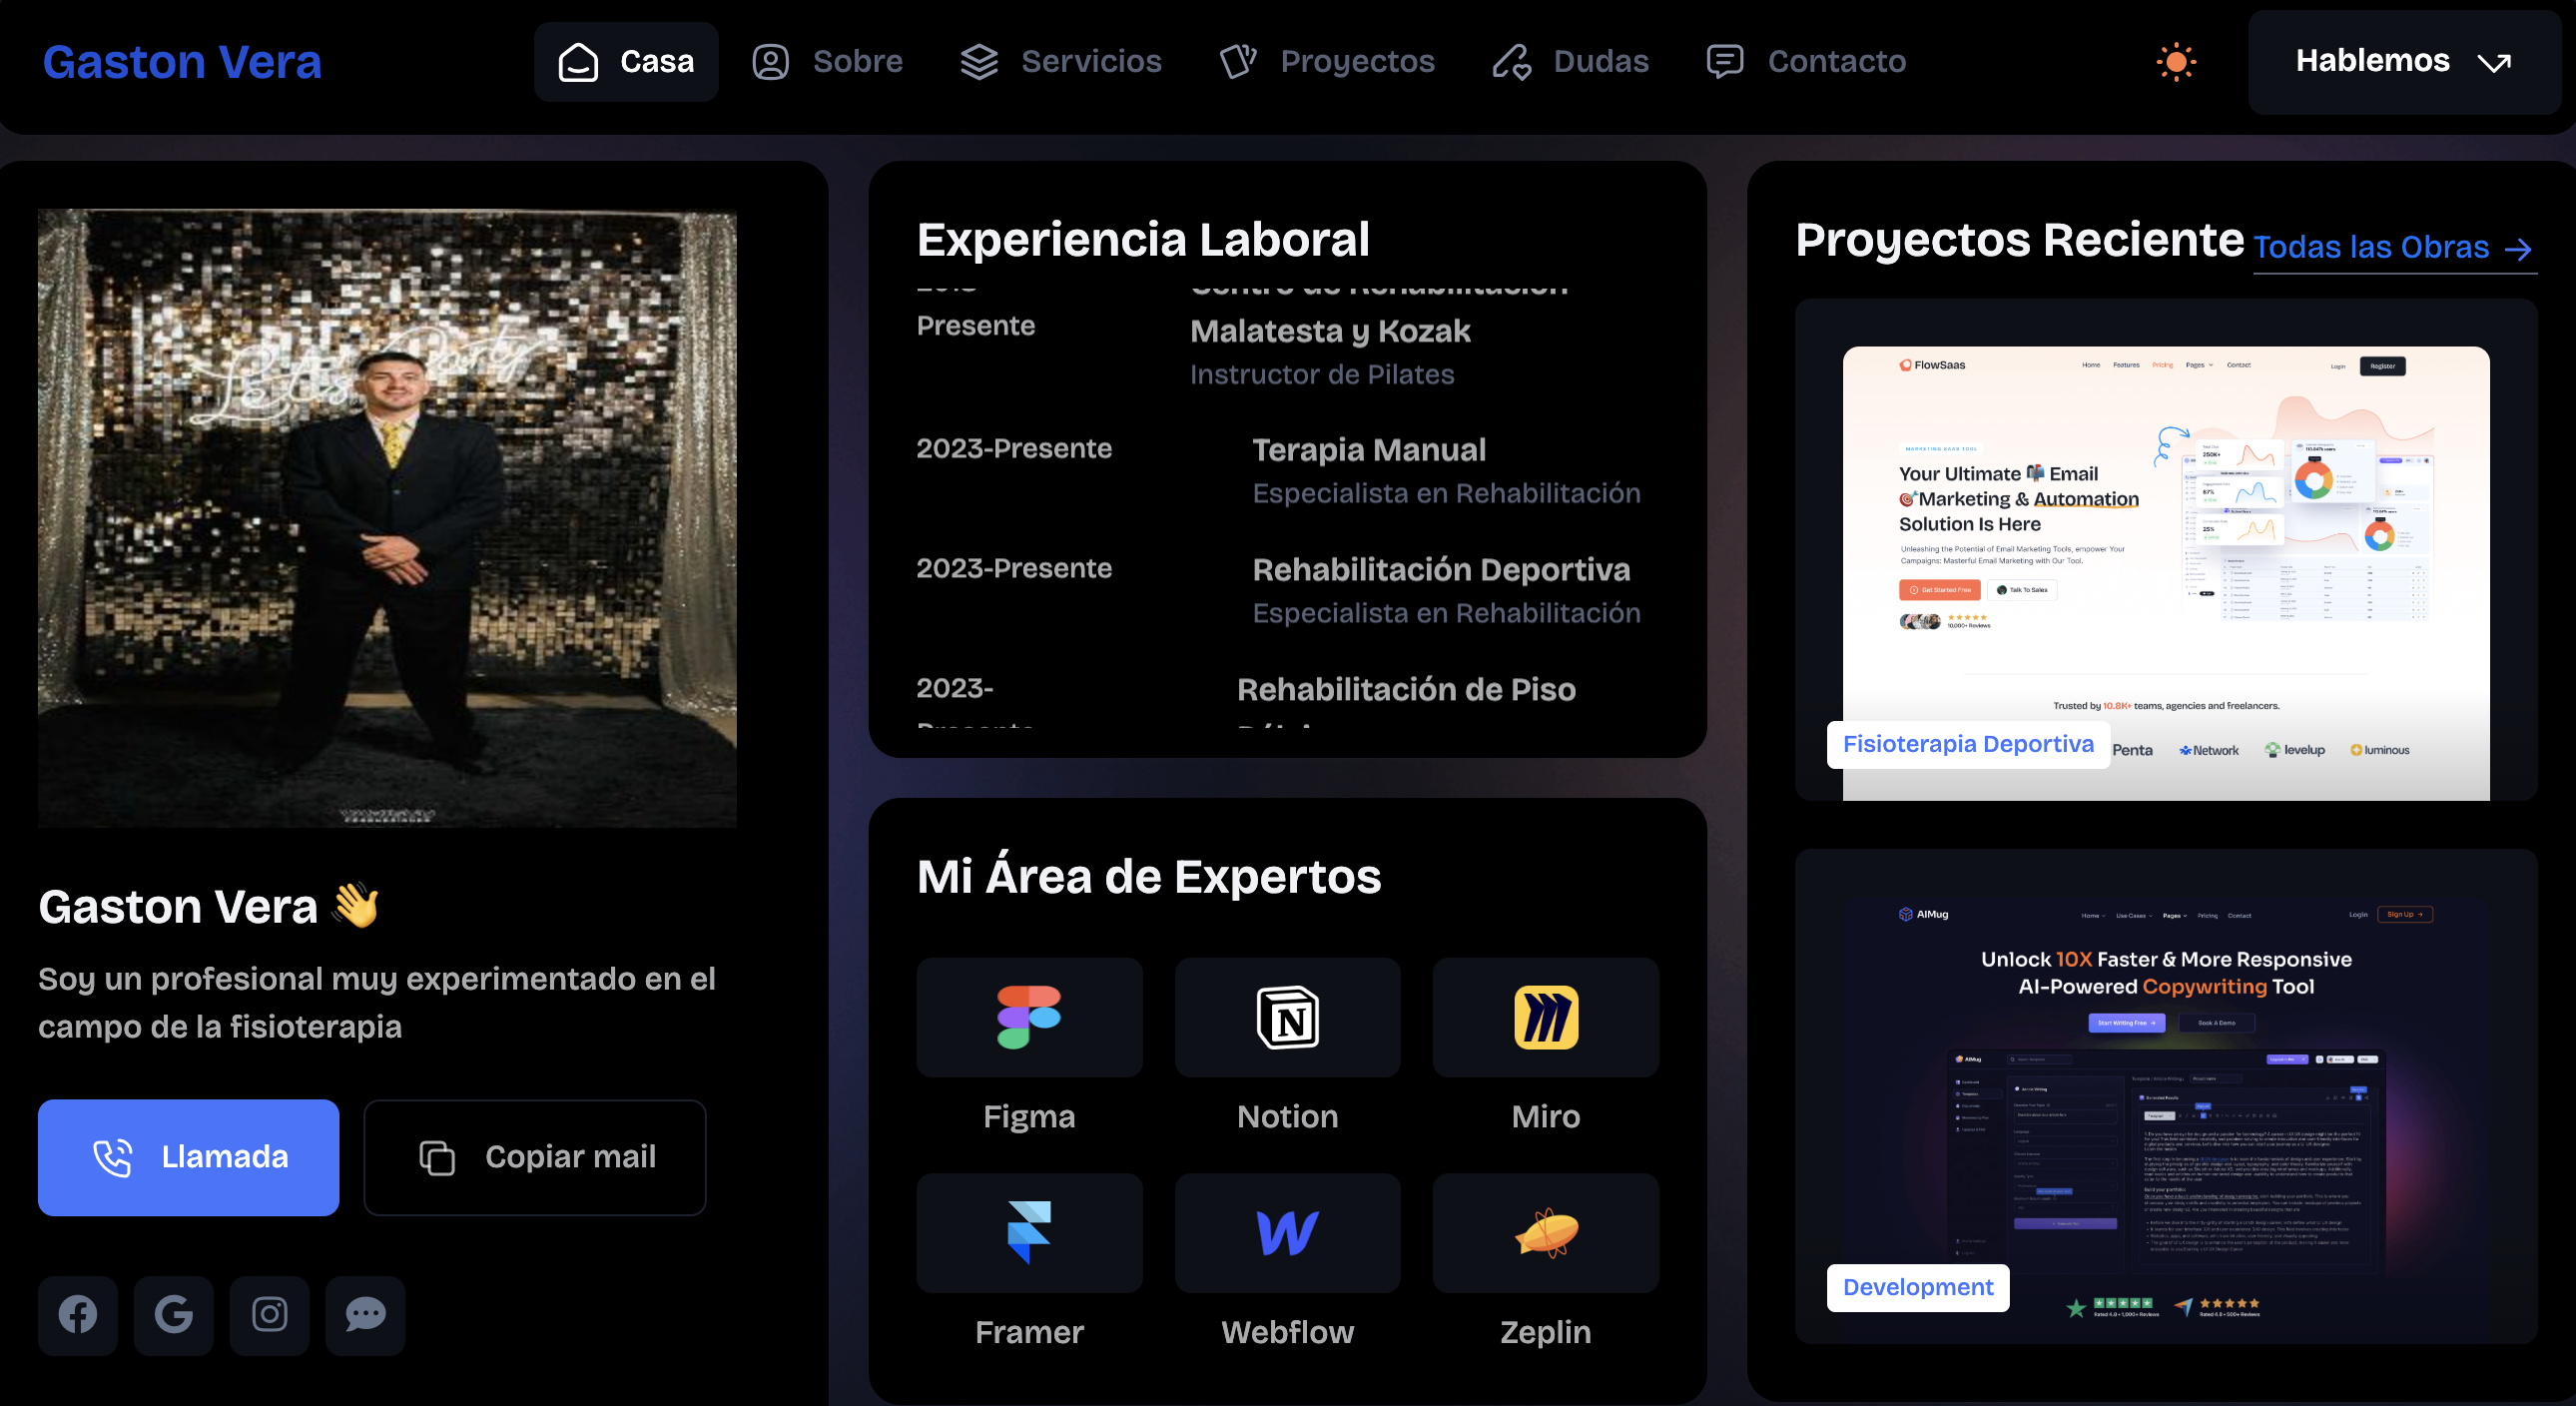 Gaston Vera
Casa
Sobre
Servicios
Proyectos
Dudas
Contacto
Hablemos
Let's Party
Gaston Vera 👋
Soy un profesional muy experimentado en el
campo de la fisioterapia
Llamada
Copiar mail
Experiencia Laboral
Presente
Centro de Rehabilitación
Malatesta y Kozak
Instructor de Pilates
2023-Presente
Terapia Manual
Especialista en Rehabilitación
2023-Presente
Rehabilitación Deportiva
Especialista en Rehabilitación
2023-
Rehabilitación de Piso
Mi Área de Expertos
Figma
Notion
Miro
Framer
Webflow
Zeplin
Proyectos Reciente
Todas las Obras →
FlowSaas
Home
Features
Pricing
Pages
Contact
Login
Register
MARKETING SAAS TOOL
Your Ultimate 📬 Email
🎯Marketing & Automation
Solution Is Here
Unleashing the Potential of Email Marketing Tools, empower Your
Campaigns: Masterful Email Marketing with Our Tool.
Get Started Free
Talk To Sales
10,000+ Reviews
250K+
87%
25%
Trusted by 10.8K+ teams, agencies and freelancers.
Fisioterapia Deportiva
Penta
Network
levelup
luminous
AIMug
Home
Use Cases
Pages
Pricing
Contact
Login
Sign Up →
Unlock 10X Faster & More Responsive
AI-Powered Copywriting Tool
Start Writing Free →
Book A Demo
AIMug
Development